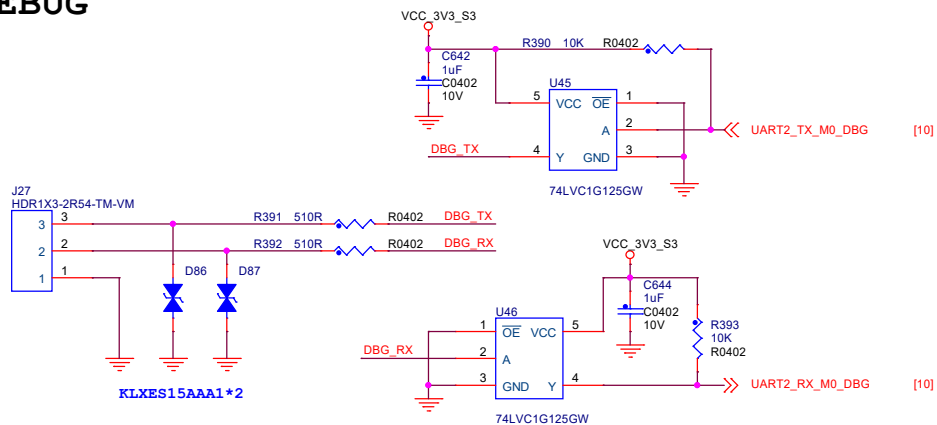 EBUG
VCC_3V3_S3
R390 10K R0402
C642
1uF
C0402
10V
U45
5 VCC OE 1
A 2
UART2_TX_M0_DBG [10]
DBG_TX 4 Y GND 3
74LVC1G125GW
J27
HDR1X3-2R54-TM-VM
3 3 R391 510R R0402 DBG_TX
2 2 R392 510R R0402 DBG_RX
1 1
D86 D87
KLXES15AAA1*2
VCC_3V3_S3
C644
1uF
C0402
10V
U46
1 OE VCC 5
R393
10K
R0402
DBG_RX 2 A
3 GND Y 4
UART2_RX_M0_DBG [10]
74LVC1G125GW